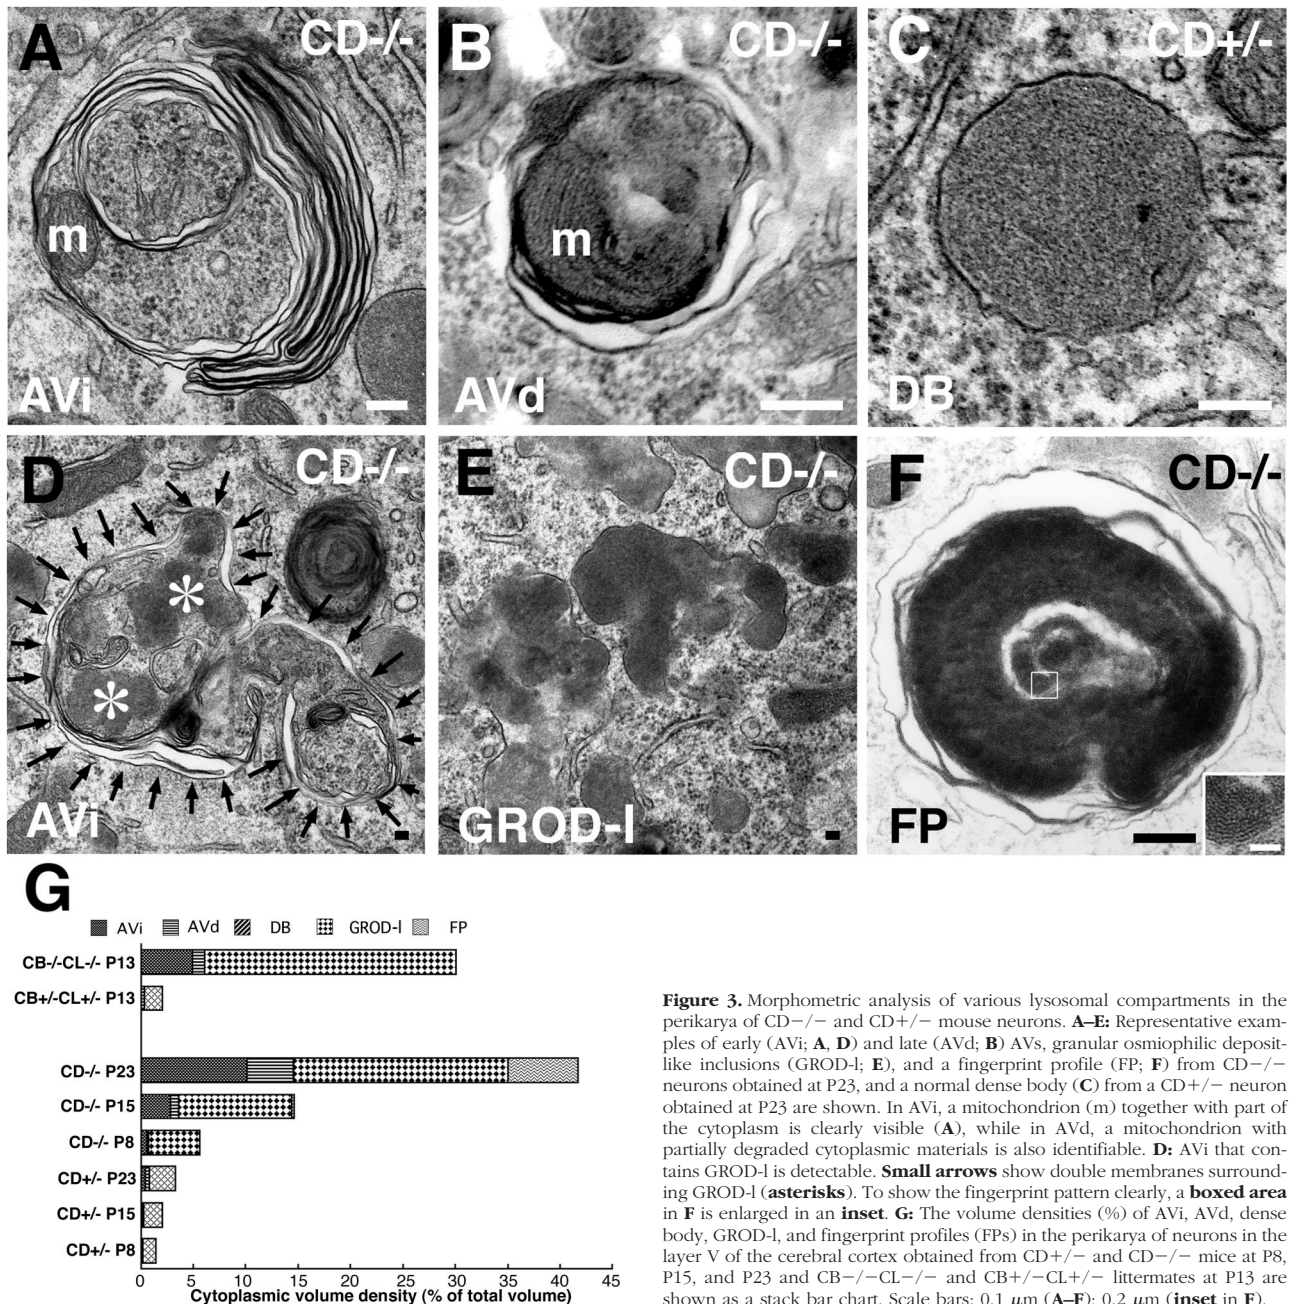 A
CD-/-
m
AVi
B
CD-/-
m
AVd
C
CD+/-
DB
D
CD-/-
*
*
AVi
E
CD-/-
GROD-l
F
CD-/-
FP
G
AVi AVd DB GROD-l FP
CB-/-CL-/- P13
CB+/-CL+/- P13
CD-/- P23
CD-/- P15
CD-/- P8
CD+/- P23
CD+/- P15
CD+/- P8
0 5 10 15 20 25 30 35 40 45
Cytoplasmic volume density (% of total volume)
Figure 3. Morphometric analysis of various lysosomal compartments in the
perikarya of CD−/− and CD+/− mouse neurons. A–E: Representative exam-
ples of early (AVi; A, D) and late (AVd; B) AVs, granular osmiophilic deposit-
like inclusions (GROD-l; E), and a fingerprint profile (FP; F) from CD−/−
neurons obtained at P23, and a normal dense body (C) from a CD+/− neuron
obtained at P23 are shown. In AVi, a mitochondrion (m) together with part of
the cytoplasm is clearly visible (A), while in AVd, a mitochondrion with
partially degraded cytoplasmic materials is also identifiable. D: AVi that con-
tains GROD-l is detectable. Small arrows show double membranes surround-
ing GROD-l (asterisks). To show the fingerprint pattern clearly, a boxed area
in F is enlarged in an inset. G: The volume densities (%) of AVi, AVd, dense
body, GROD-l, and fingerprint profiles (FPs) in the perikarya of neurons in the
layer V of the cerebral cortex obtained from CD+/− and CD−/− mice at P8,
P15, and P23 and CB−/−CL−/− and CB+/−CL+/− littermates at P13 are
shown as a stack bar chart. Scale bars: 0.1 μm (A–F); 0.2 μm (inset in F).